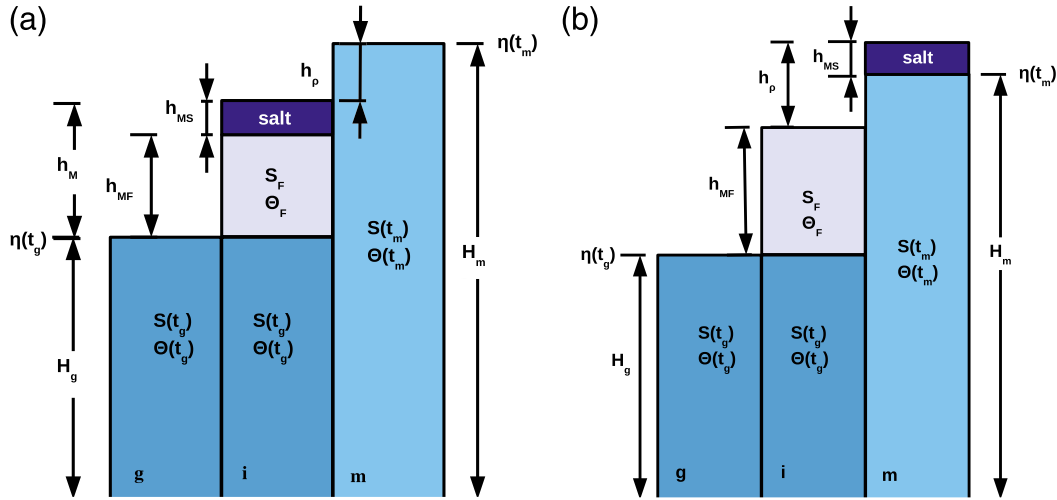 (a)
η(t_m)
h_ρ
h_MS
salt
h_M
h_MF
S_F
Θ_F
η(t_g)
S(t_m)
Θ(t_m)
H_m
S(t_g)
Θ(t_g)
S(t_g)
Θ(t_g)
H_g
g
i
m
(b)
h_MS
salt
η(t_m)
h_ρ
h_MF
S_F
Θ_F
η(t_g)
S(t_m)
Θ(t_m)
H_m
S(t_g)
Θ(t_g)
S(t_g)
Θ(t_g)
H_g
g
i
m